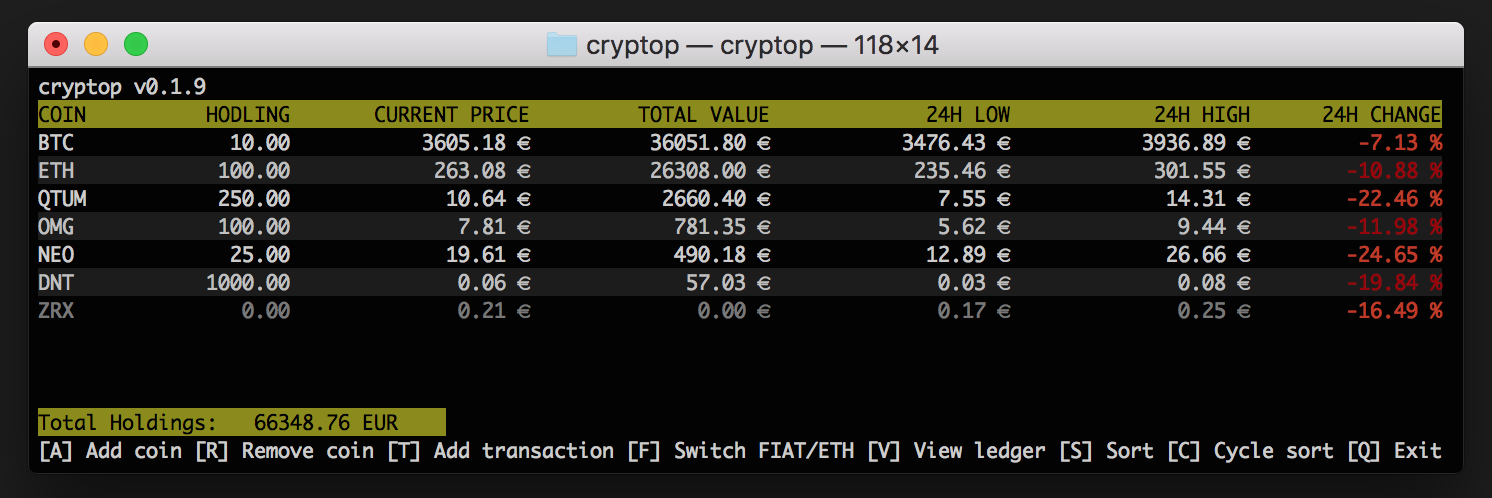 cryptop — cryptop — 118×14
cryptop v0.1.9
COIN HODLING CURRENT PRICE TOTAL VALUE 24H LOW 24H HIGH 24H CHANGE
BTC 10.00 3605.18 € 36051.80 € 3476.43 € 3936.89 € -7.13 %
ETH 100.00 263.08 € 26308.00 € 235.46 € 301.55 € -10.88 %
QTUM 250.00 10.64 € 2660.40 € 7.55 € 14.31 € -22.46 %
OMG 100.00 7.81 € 781.35 € 5.62 € 9.44 € -11.98 %
NEO 25.00 19.61 € 490.18 € 12.89 € 26.66 € -24.65 %
DNT 1000.00 0.06 € 57.03 € 0.03 € 0.08 € -19.84 %
ZRX 0.00 0.21 € 0.00 € 0.17 € 0.25 € -16.49 %
Total Holdings: 66348.76 EUR
[A] Add coin [R] Remove coin [T] Add transaction [F] Switch FIAT/ETH [V] View ledger [S] Sort [C] Cycle sort [Q] Exit